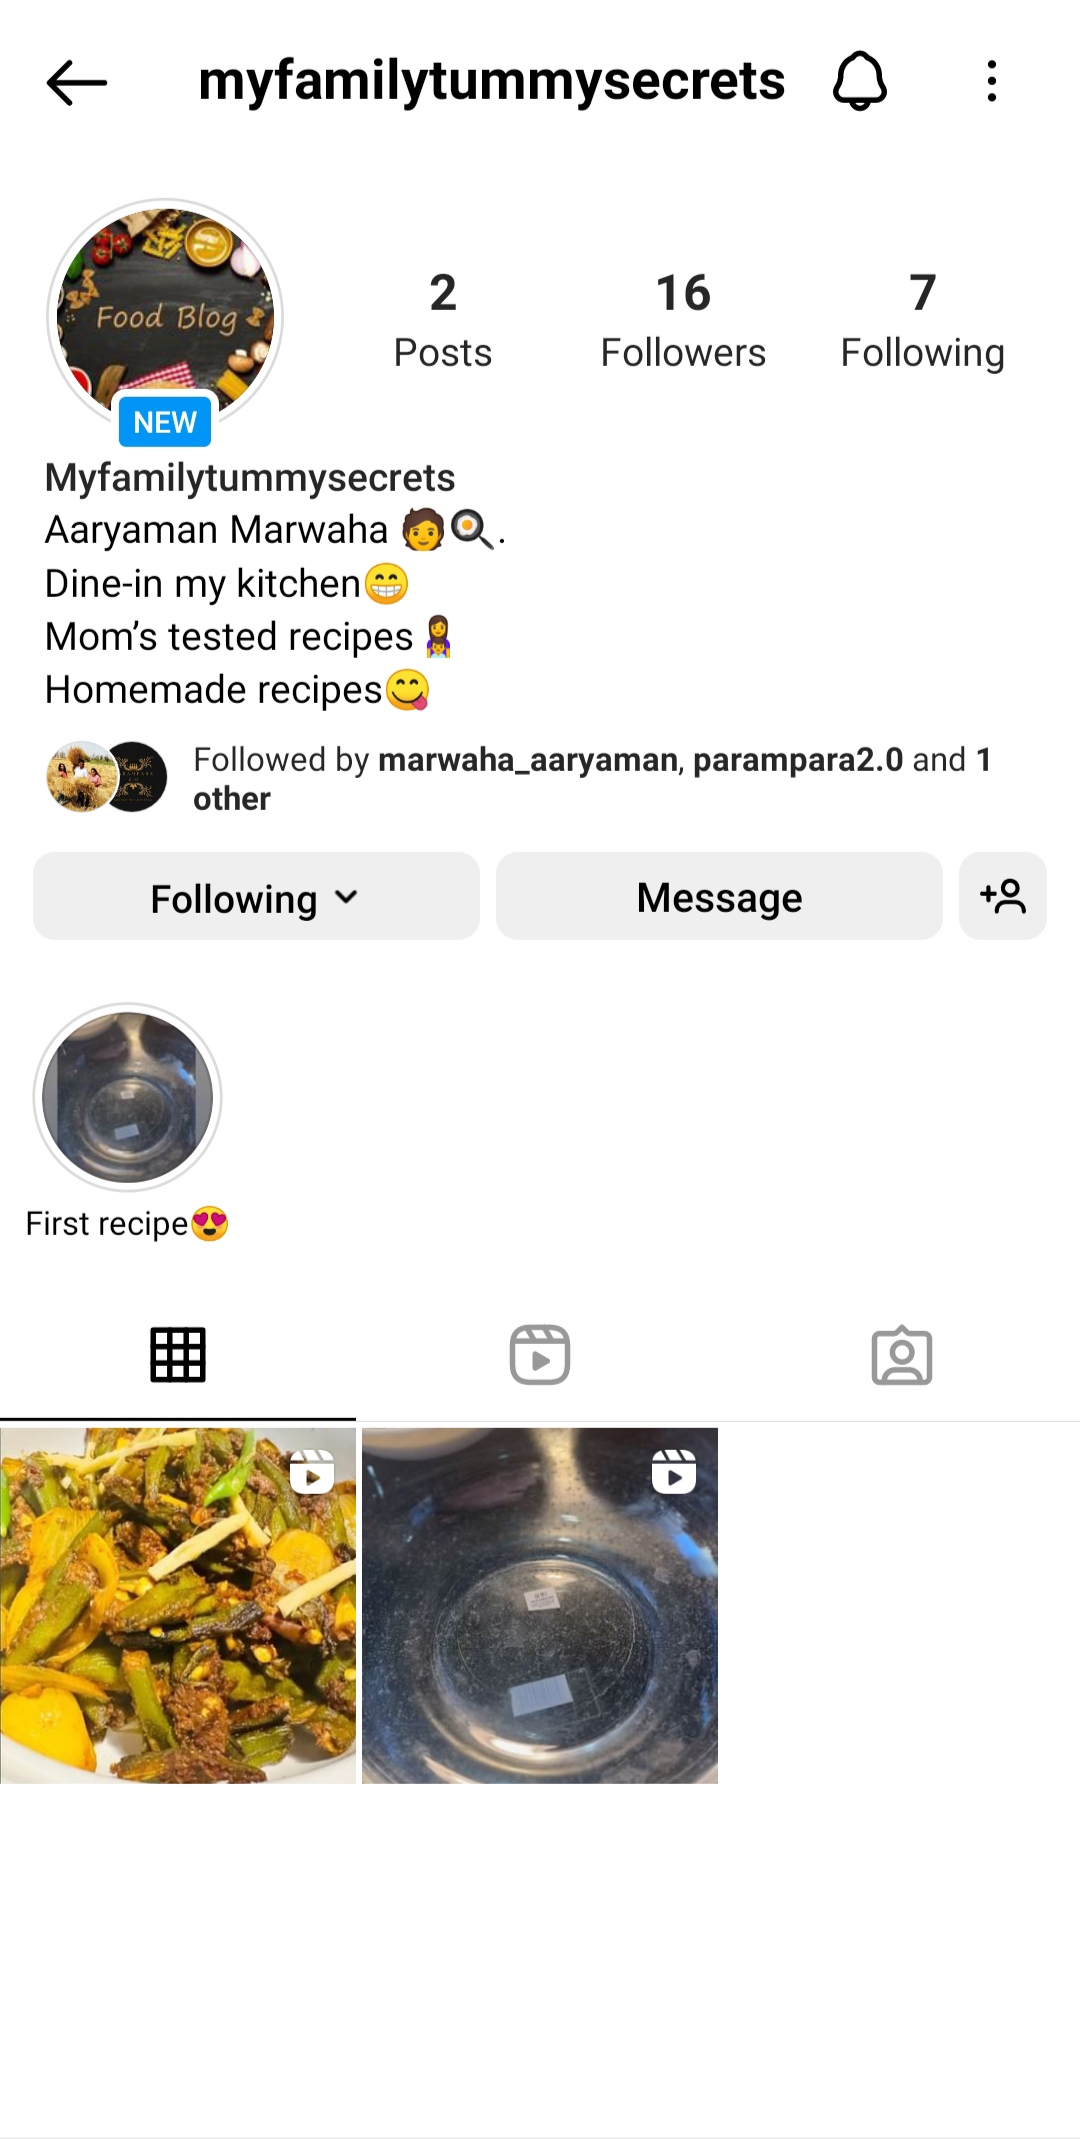 myfamilytummysecrets
Food Blog
NEW
2 16 7
Posts Followers Following
Myfamilytummysecrets
Aaryaman Marwaha 🧑🍳.
Dine-in my kitchen😁
Mom’s tested recipes👩‍👧
Homemade recipes😋
Followed by marwaha_aaryaman, parampara2.0 and 1
other
Following Message
First recipe😍